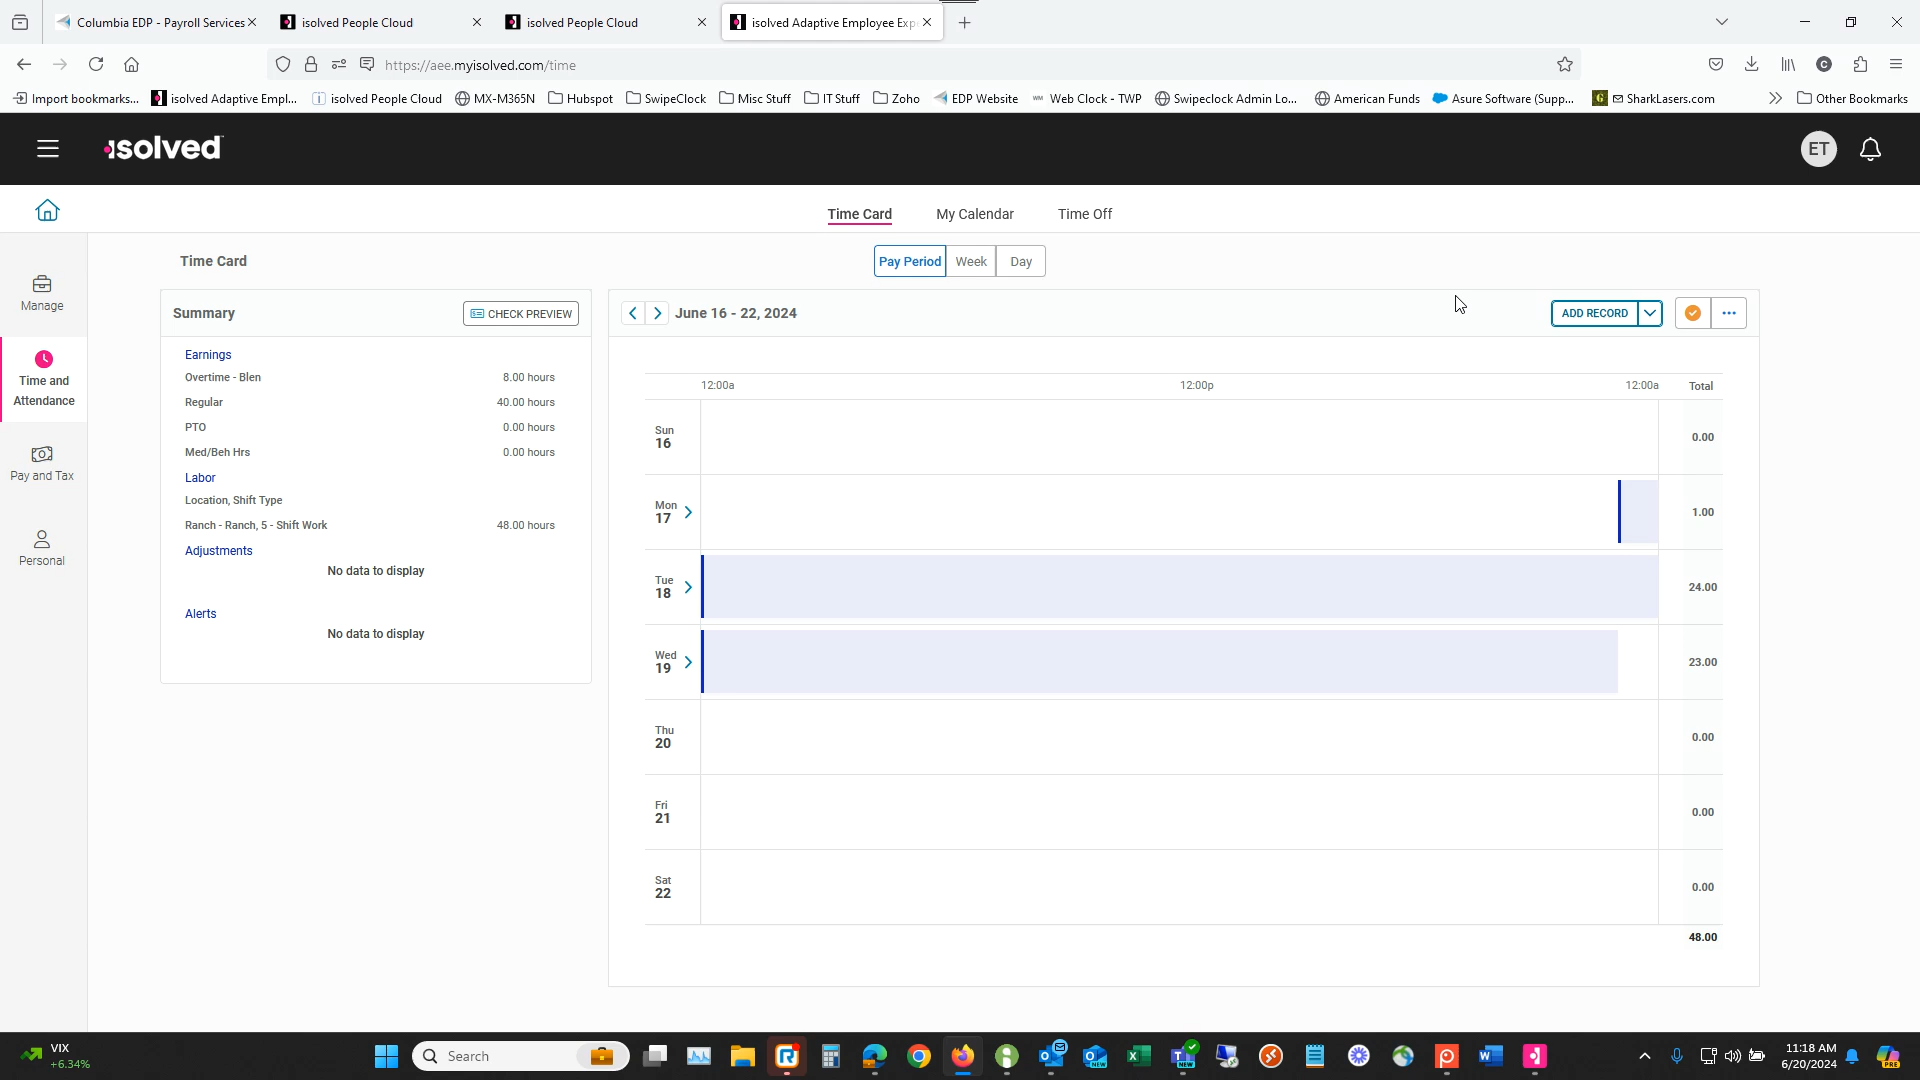 Columbia EDP - Payroll Services
isolved People Cloud
isolved People Cloud
isolved Adaptive Employee Exp
https://aee.myisolved.com/time
Import bookmarks...
isolved Adaptive Empl...
isolved People Cloud
MX-M365N
Hubspot
SwipeClock
Misc Stuff
IT Stuff
Zoho
EDP Website
Web Clock - TWP
Swipeclock Admin Lo...
American Funds
Asure Software (Supp...
SharkLasers.com
Other Bookmarks
isolved
ET
Time Card
My Calendar
Time Off
Manage
Time and
Attendance
Pay and Tax
Personal
Time Card
Pay Period
Week
Day
Summary
CHECK PREVIEW
Earnings
Overtime - Blen 8.00 hours
Regular 40.00 hours
PTO 0.00 hours
Med/Beh Hrs 0.00 hours
Labor
Location, Shift Type
Ranch - Ranch, 5 - Shift Work 48.00 hours
Adjustments
No data to display
Alerts
No data to display
June 16 - 22, 2024
ADD RECORD
12:00a 12:00p 12:00a Total
Sun
16 0.00
Mon
17 1.00
Tue
18 24.00
Wed
19 23.00
Thu
20 0.00
Fri
21 0.00
Sat
22 0.00
48.00
VIX
+6.34%
Search
11:18 AM
6/20/2024